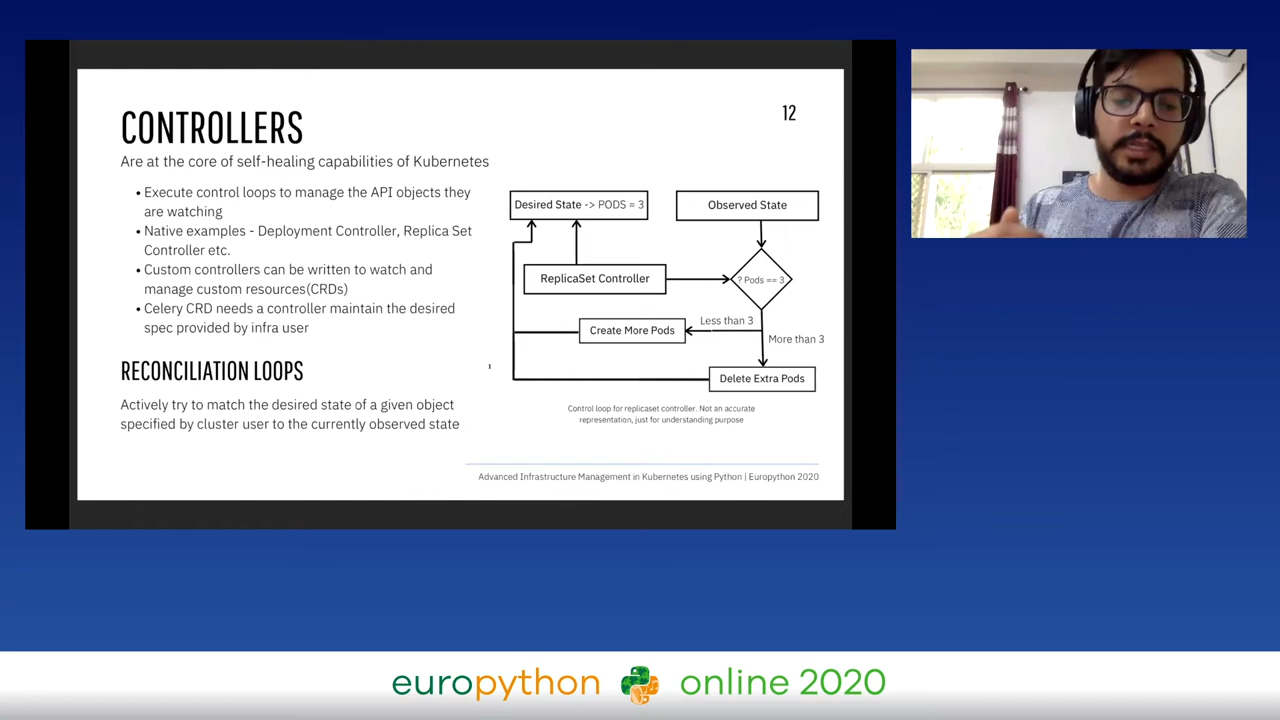 CONTROLLERS
12
Are at the core of self-healing capabilities of Kubernetes
• Execute control loops to manage the API objects they
are watching
• Native examples - Deployment Controller, Replica Set
Controller etc.
• Custom controllers can be written to watch and
manage custom resources(CRDs)
• Celery CRD needs a controller maintain the desired
spec provided by infra user
RECONCILIATION LOOPS
Actively try to match the desired state of a given object
specified by cluster user to the currently observed state
Desired State -> PODS = 3
Observed State
ReplicaSet Controller
? Pods == 3
Less than 3
Create More Pods
More than 3
Delete Extra Pods
Control loop for replicaset controller. Not an accurate
representation, just for understanding purpose
Advanced Infrastructure Management in Kubernetes using Python | Europython 2020
europython online 2020